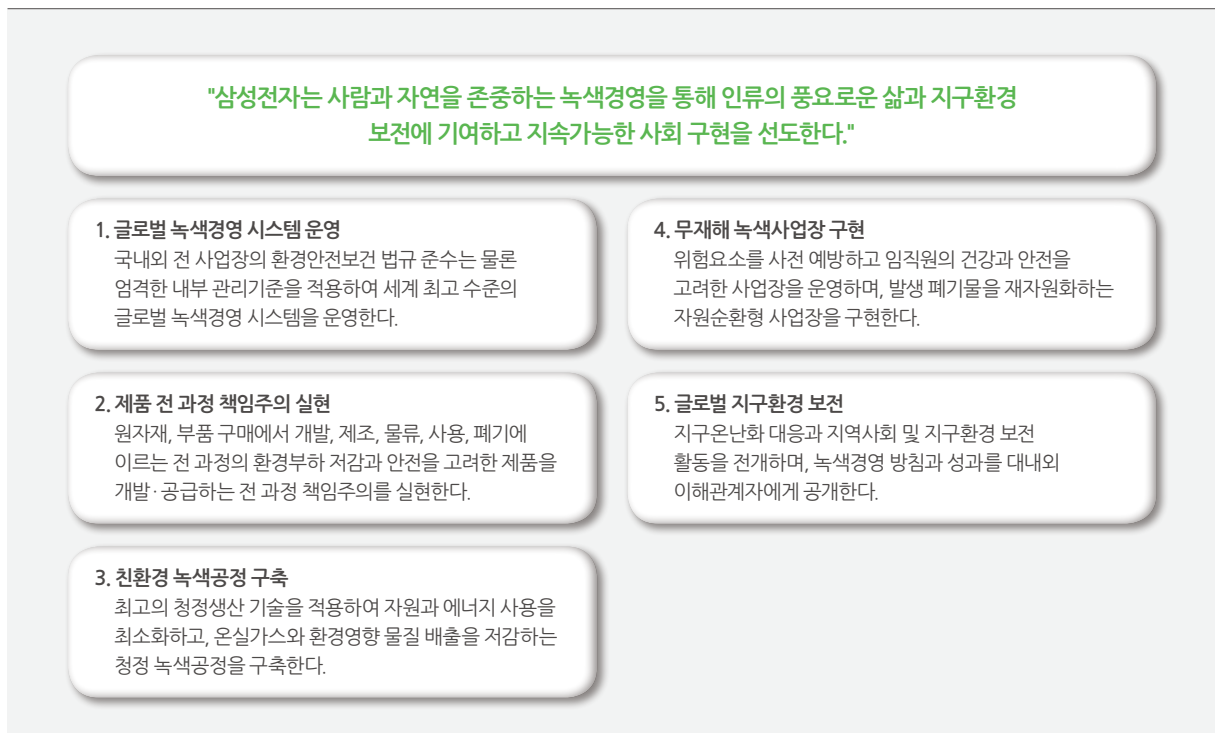 "삼성전자는 사람과 자연을 존중하는 녹색경영을 통해 인류의 풍요로운 삶과 지구환경
보전에 기여하고 지속가능한 사회 구현을 선도한다."
1. 글로벌 녹색경영 시스템 운영
국내외 전 사업장의 환경안전보건 법규 준수는 물론
엄격한 내부 관리기준을 적용하여 세계 최고 수준의
글로벌 녹색경영 시스템을 운영한다.
2. 제품 전 과정 책임주의 실현
원자재, 부품 구매에서 개발, 제조, 물류, 사용, 폐기에
이르는 전 과정의 환경부하 저감과 안전을 고려한 제품을
개발·공급하는 전 과정 책임주의를 실현한다.
3. 친환경 녹색공정 구축
최고의 청정생산 기술을 적용하여 자원과 에너지 사용을
최소화하고, 온실가스와 환경영향 물질 배출을 저감하는
청정 녹색공정을 구축한다.
4. 무재해 녹색사업장 구현
위험요소를 사전 예방하고 임직원의 건강과 안전을
고려한 사업장을 운영하며, 발생 폐기물을 재자원화하는
자원순환형 사업장을 구현한다.
5. 글로벌 지구환경 보전
지구온난화 대응과 지역사회 및 지구환경 보전
활동을 전개하며, 녹색경영 방침과 성과를 대내외
이해관계자에게 공개한다.